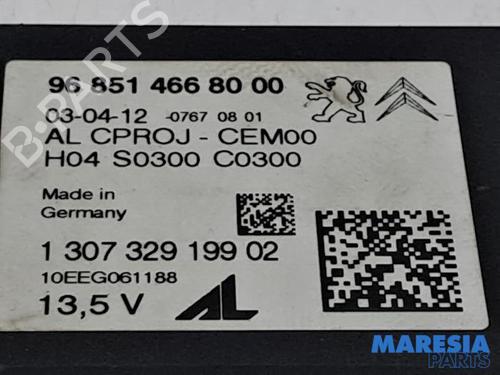 96 851 466 80 00
03-04-12 -0767 08 01
AL CPROJ - CEM00
H04 S0300 C0300
Made in
Germany
1 307 329 199 02
10EEG061188
13,5 V AL
B-PARTS
MARESIA
PARTS